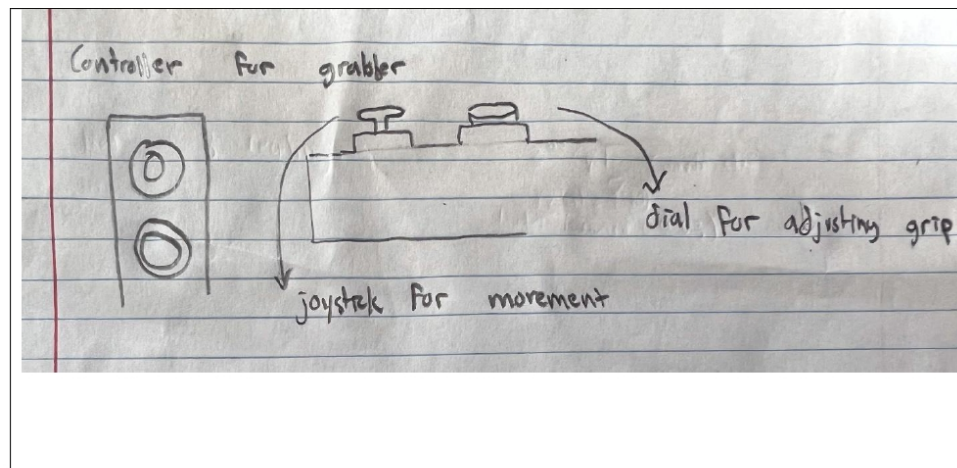 Controller for grabber
dial for adjusting grip
joystick for movement